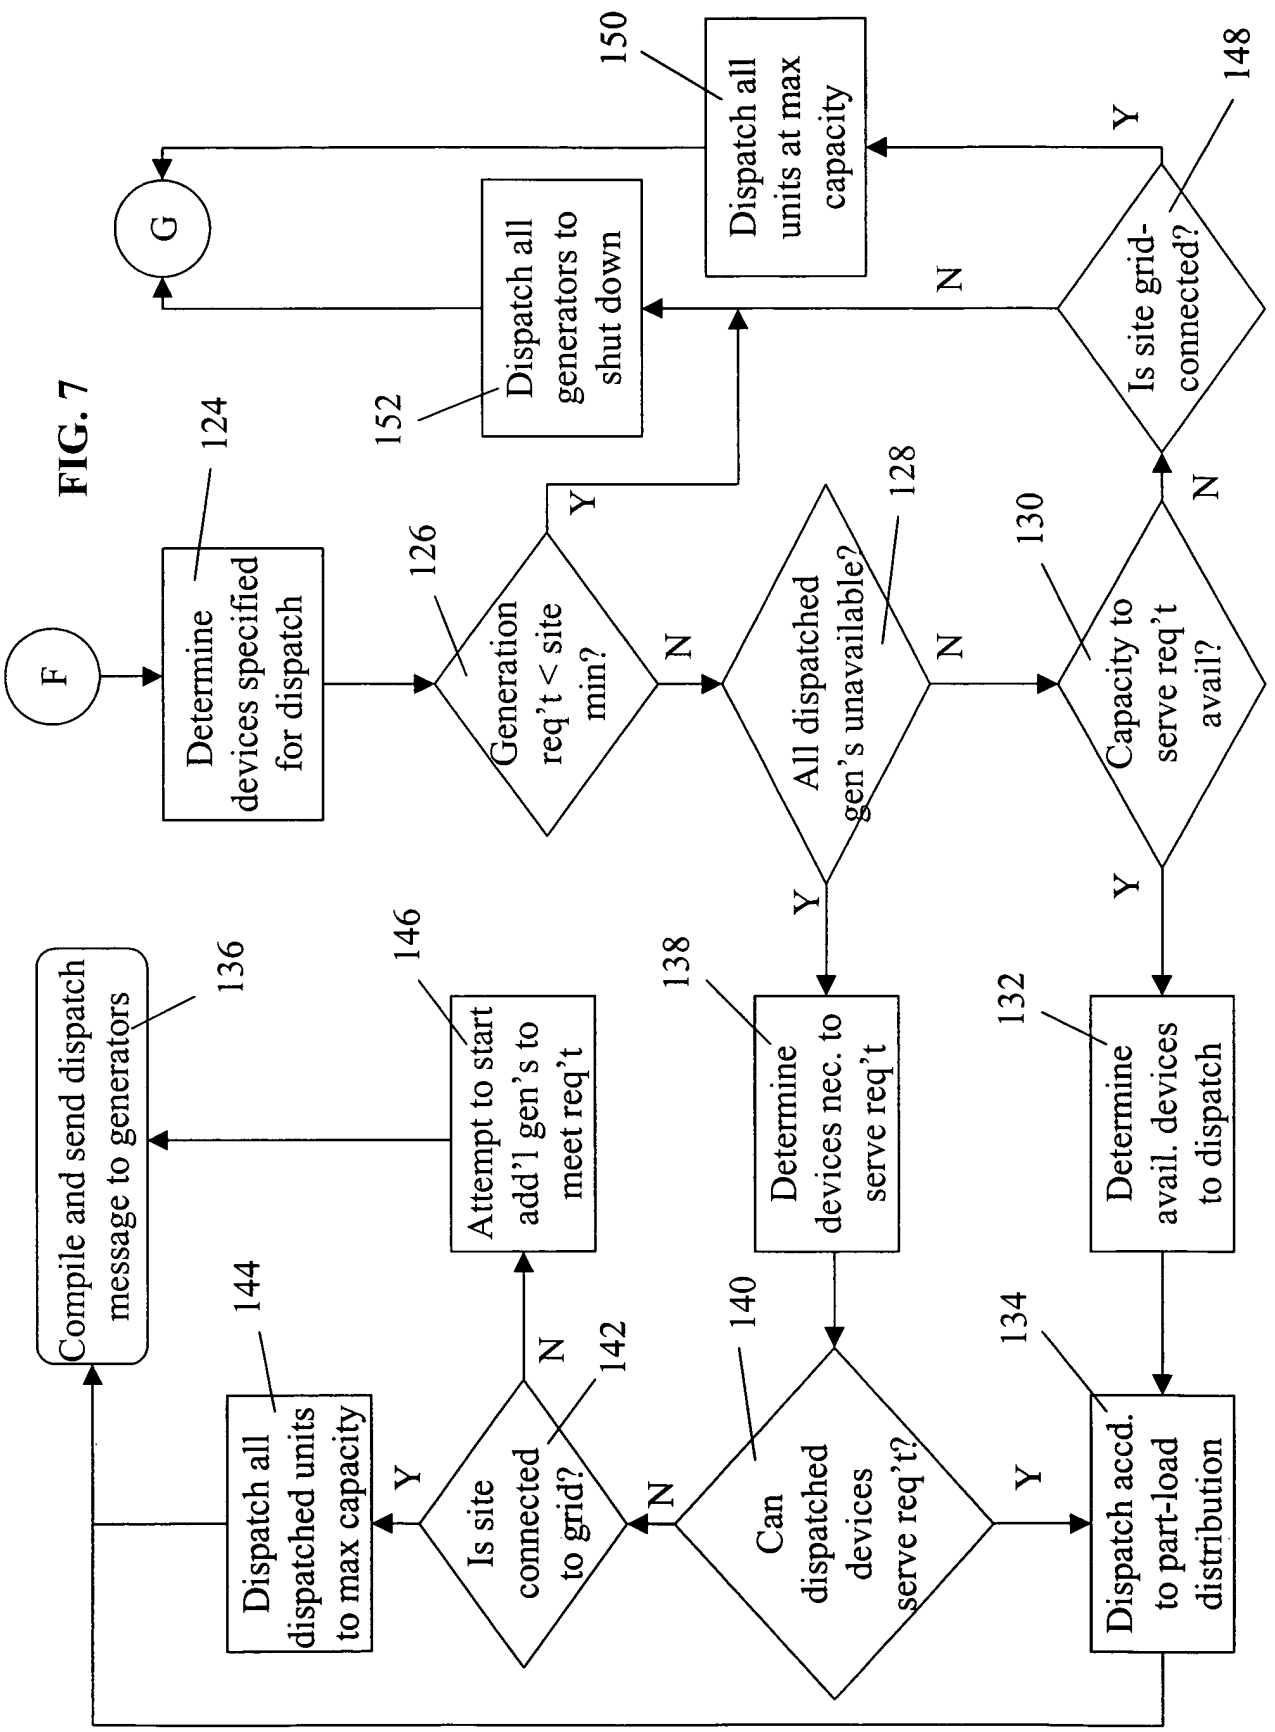 FIG. 7
F
124
Determine
devices specified
for dispatch
126
Generation
req't < site
min?
Y
N
152
Dispatch all
generators to
shut down
G
150
Dispatch all
units at max
capacity
128
All dispatched
gen's unavailable?
Y
N
130
Capacity to
serve req't
avail?
Y
N
148
Is site grid-
connected?
N
Y
136
Compile and send dispatch
message to generators
146
Attempt to start
add'l gen's to
meet req't
138
Determine
devices nec. to
serve req't
132
Determine
avail. devices
to dispatch
144
Dispatch all
dispatched units
to max capacity
Y
N
142
Is site
connected
to grid?
N
140
Can
dispatched
devices
serve req't?
Y
134
Dispatch accd.
to part-load
distribution